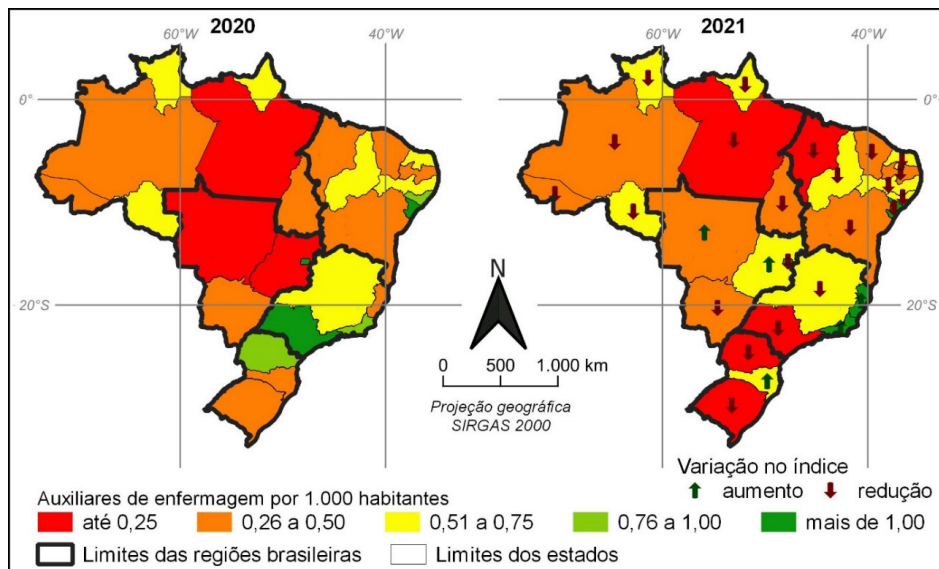 2020
2021
60°W
40°W
60°W
40°W
0°
0°
20°S
20°S
N
0 500 1.000 km
Projeção geográfica
SIRGAS 2000
Variação no índice
aumento redução
Auxiliares de enfermagem por 1.000 habitantes
até 0,25 0,26 a 0,50 0,51 a 0,75 0,76 a 1,00 mais de 1,00
Limites das regiões brasileiras Limites dos estados